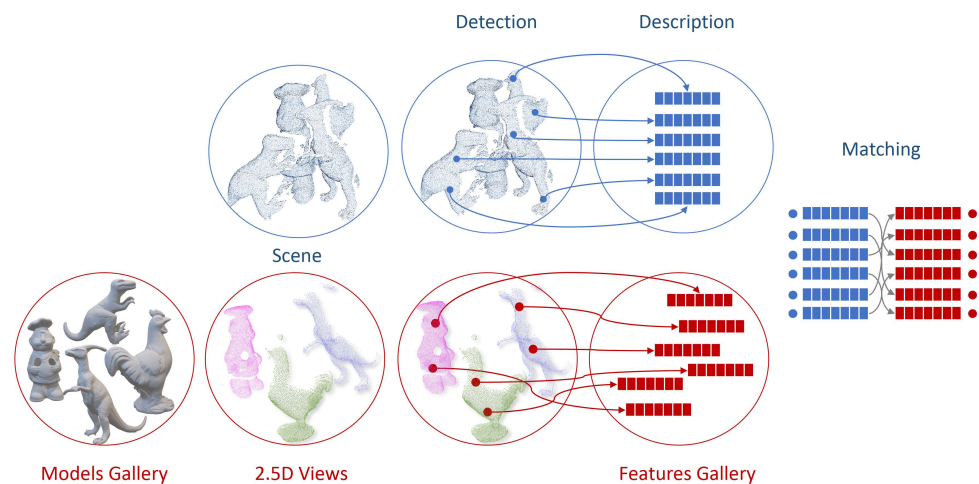 Detection
Description
Matching
Scene
Models Gallery
2.5D Views
Features Gallery